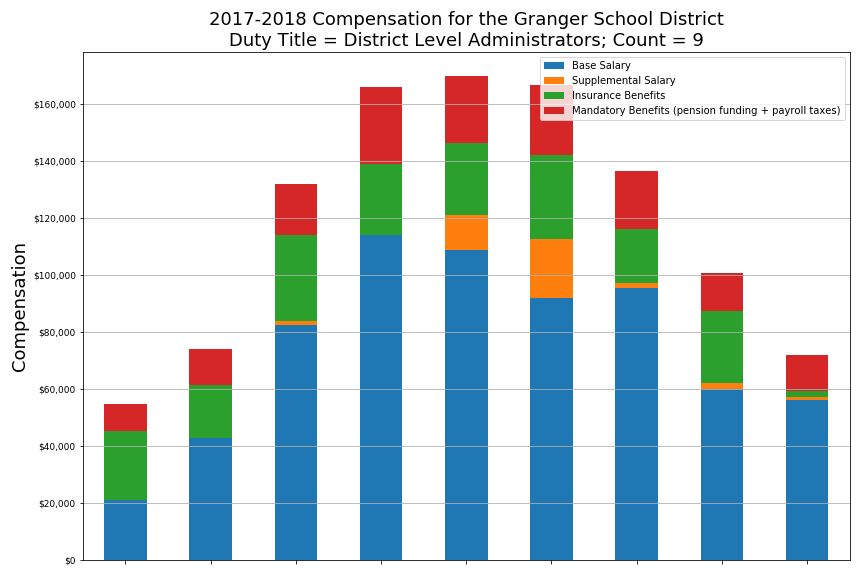 2017-2018 Compensation for the Granger School District
Duty Title = District Level Administrators; Count = 9
Base Salary
Supplemental Salary
Insurance Benefits
Mandatory Benefits (pension funding + payroll taxes)
Compensation
$160,000
$140,000
$120,000
$100,000
$80,000
$60,000
$40,000
$20,000
$0